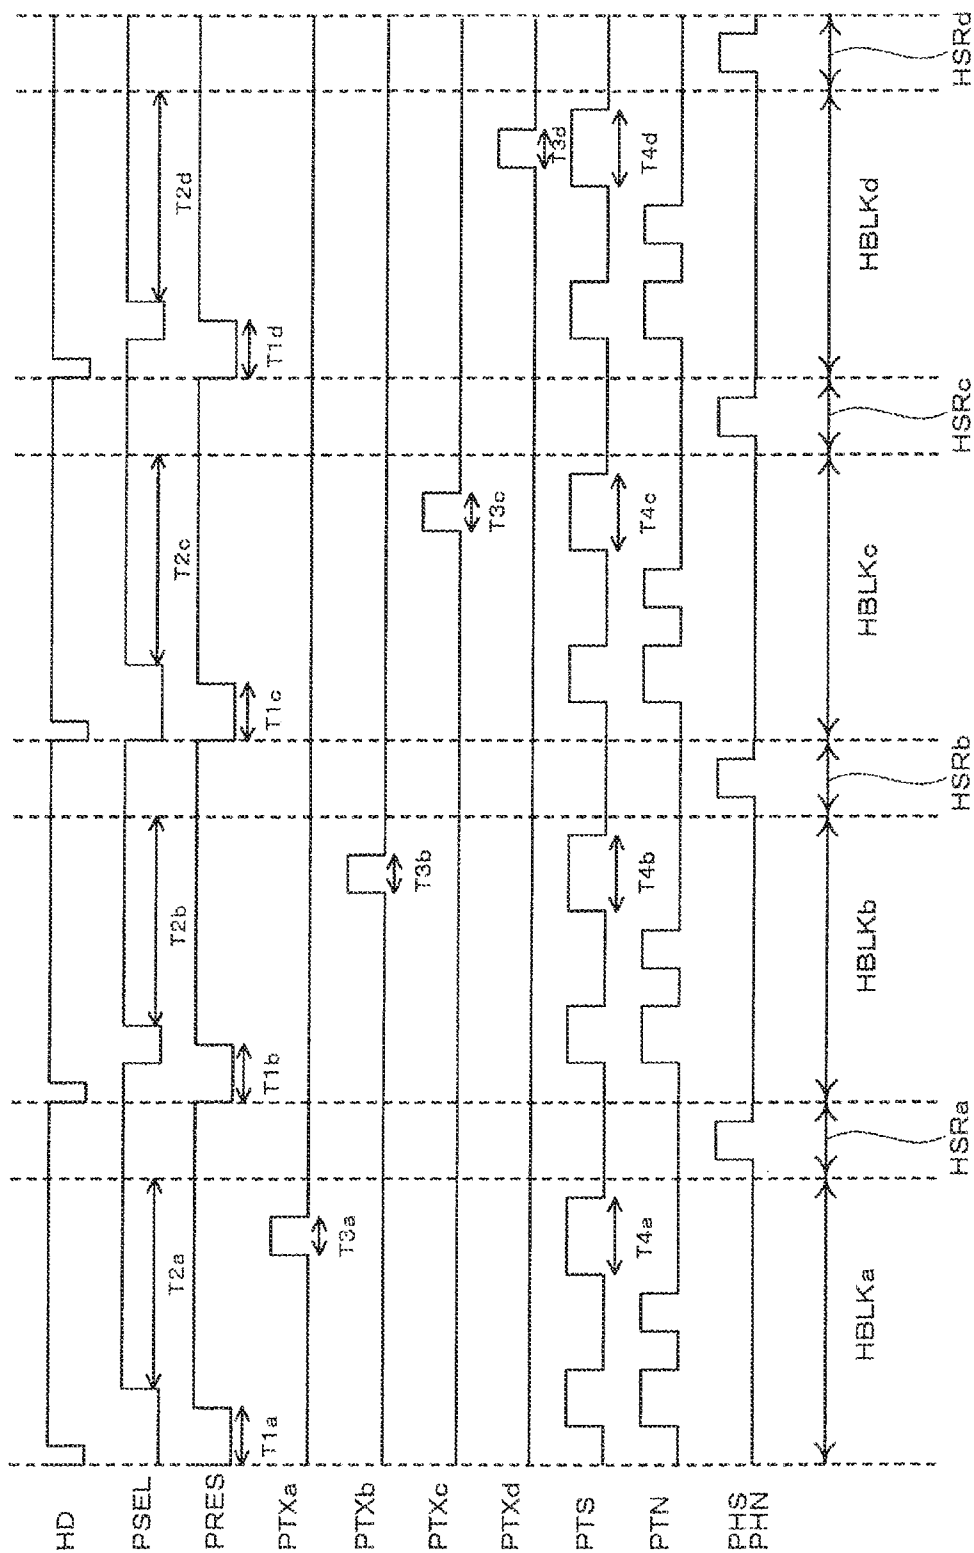 HD
PSEL
T2a
T2b
T2c
T2d
PRES
T1a
T1b
T1c
T1d
PTXa
T3a
PTXb
T3b
PTXc
T3c
PTXd
T3d
PTS
T4a
T4b
T4c
T4d
PTN
PHS
PHN
HBLKa
HBLKb
HBLKc
HBLKd
HSRa
HSRb
HSRc
HSRd